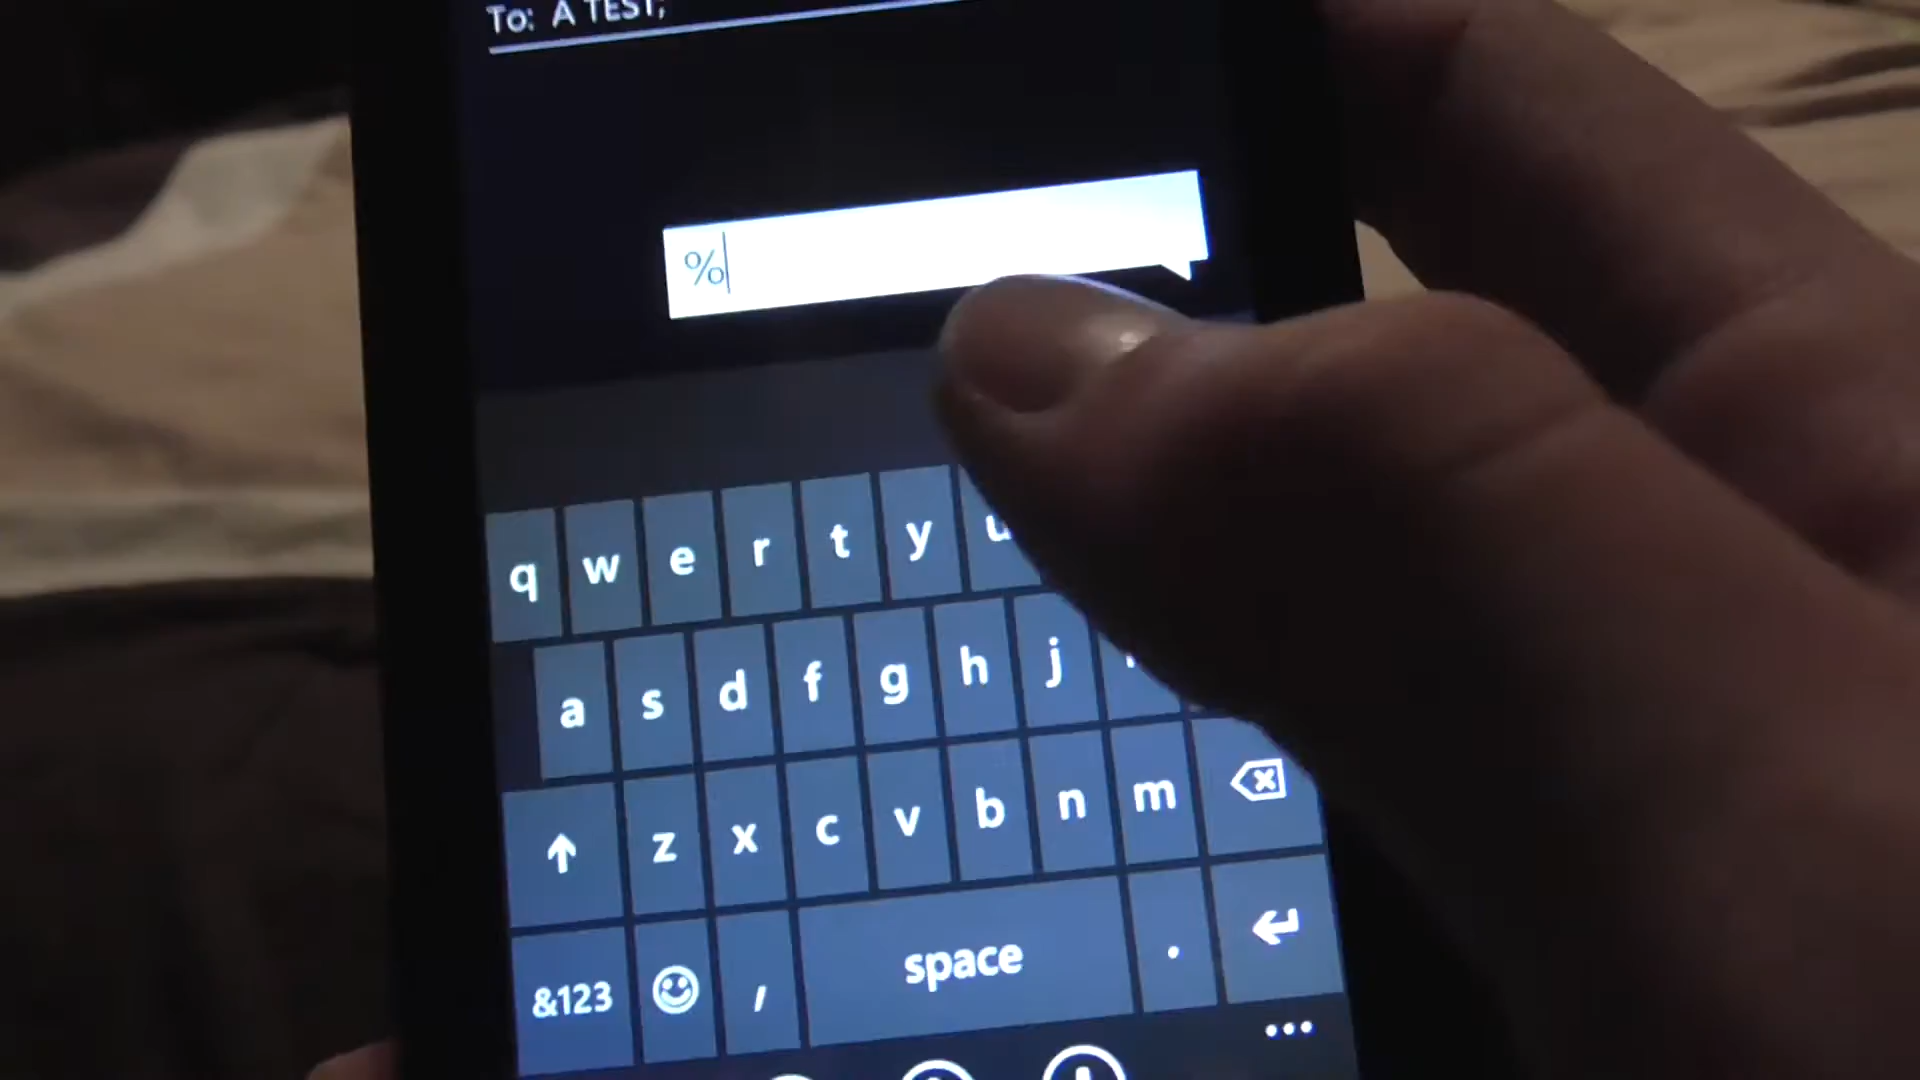 To: A TEST;
%
q w e r t y u
a s d f g h j
z x c v b n m
&123 , space .